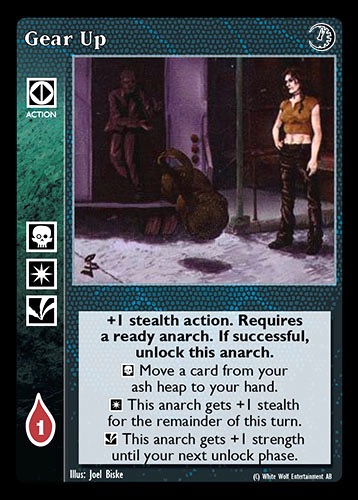 Gear Up
ACTION
+1 stealth action. Requires
a ready anarch. If successful,
unlock this anarch.
Move a card from your
ash heap to your hand.
This anarch gets +1 stealth
for the remainder of this turn.
This anarch gets +1 strength
until your next unlock phase.
1
Illus: Joel Biske
(C) White Wolf Entertainment AB